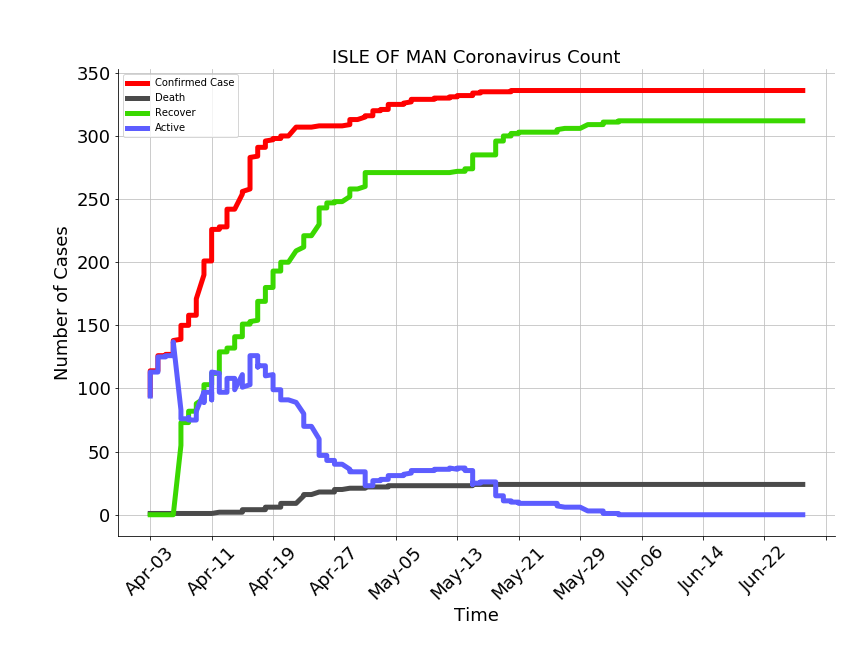 ISLE OF MAN Coronavirus Count
Confirmed Case
Death
Recover
Active
Number of Cases
350
300
250
200
150
100
50
0
Apr-03
Apr-11
Apr-19
Apr-27
May-05
May-13
May-21
May-29
Jun-06
Jun-14
Jun-22
Time